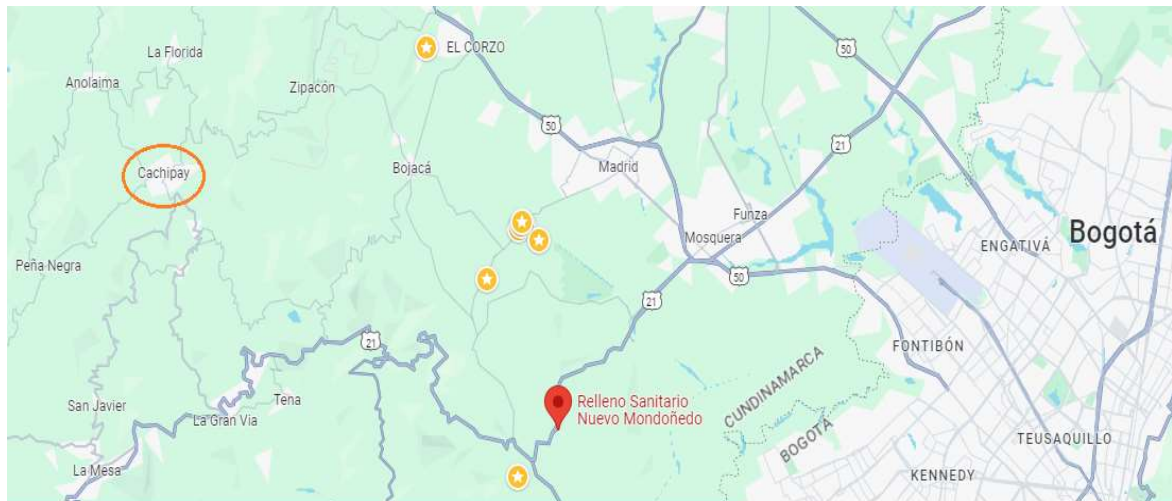 EL CORZO
50
La Florida
Anolaima
Zipacón
50
21
Cachipay
Bojacá
Madrid
Funza
Mosquera
Bogotá
ENGATIVÁ
Peña Negra
50
21
21
FONTIBÓN
CUNDINAMARCA
BOGOTÁ
San Javier
Tena
La Gran Via
Relleno Sanitario
Nuevo Mondoñedo
TEUSAQUILLO
La Mesa
KENNEDY